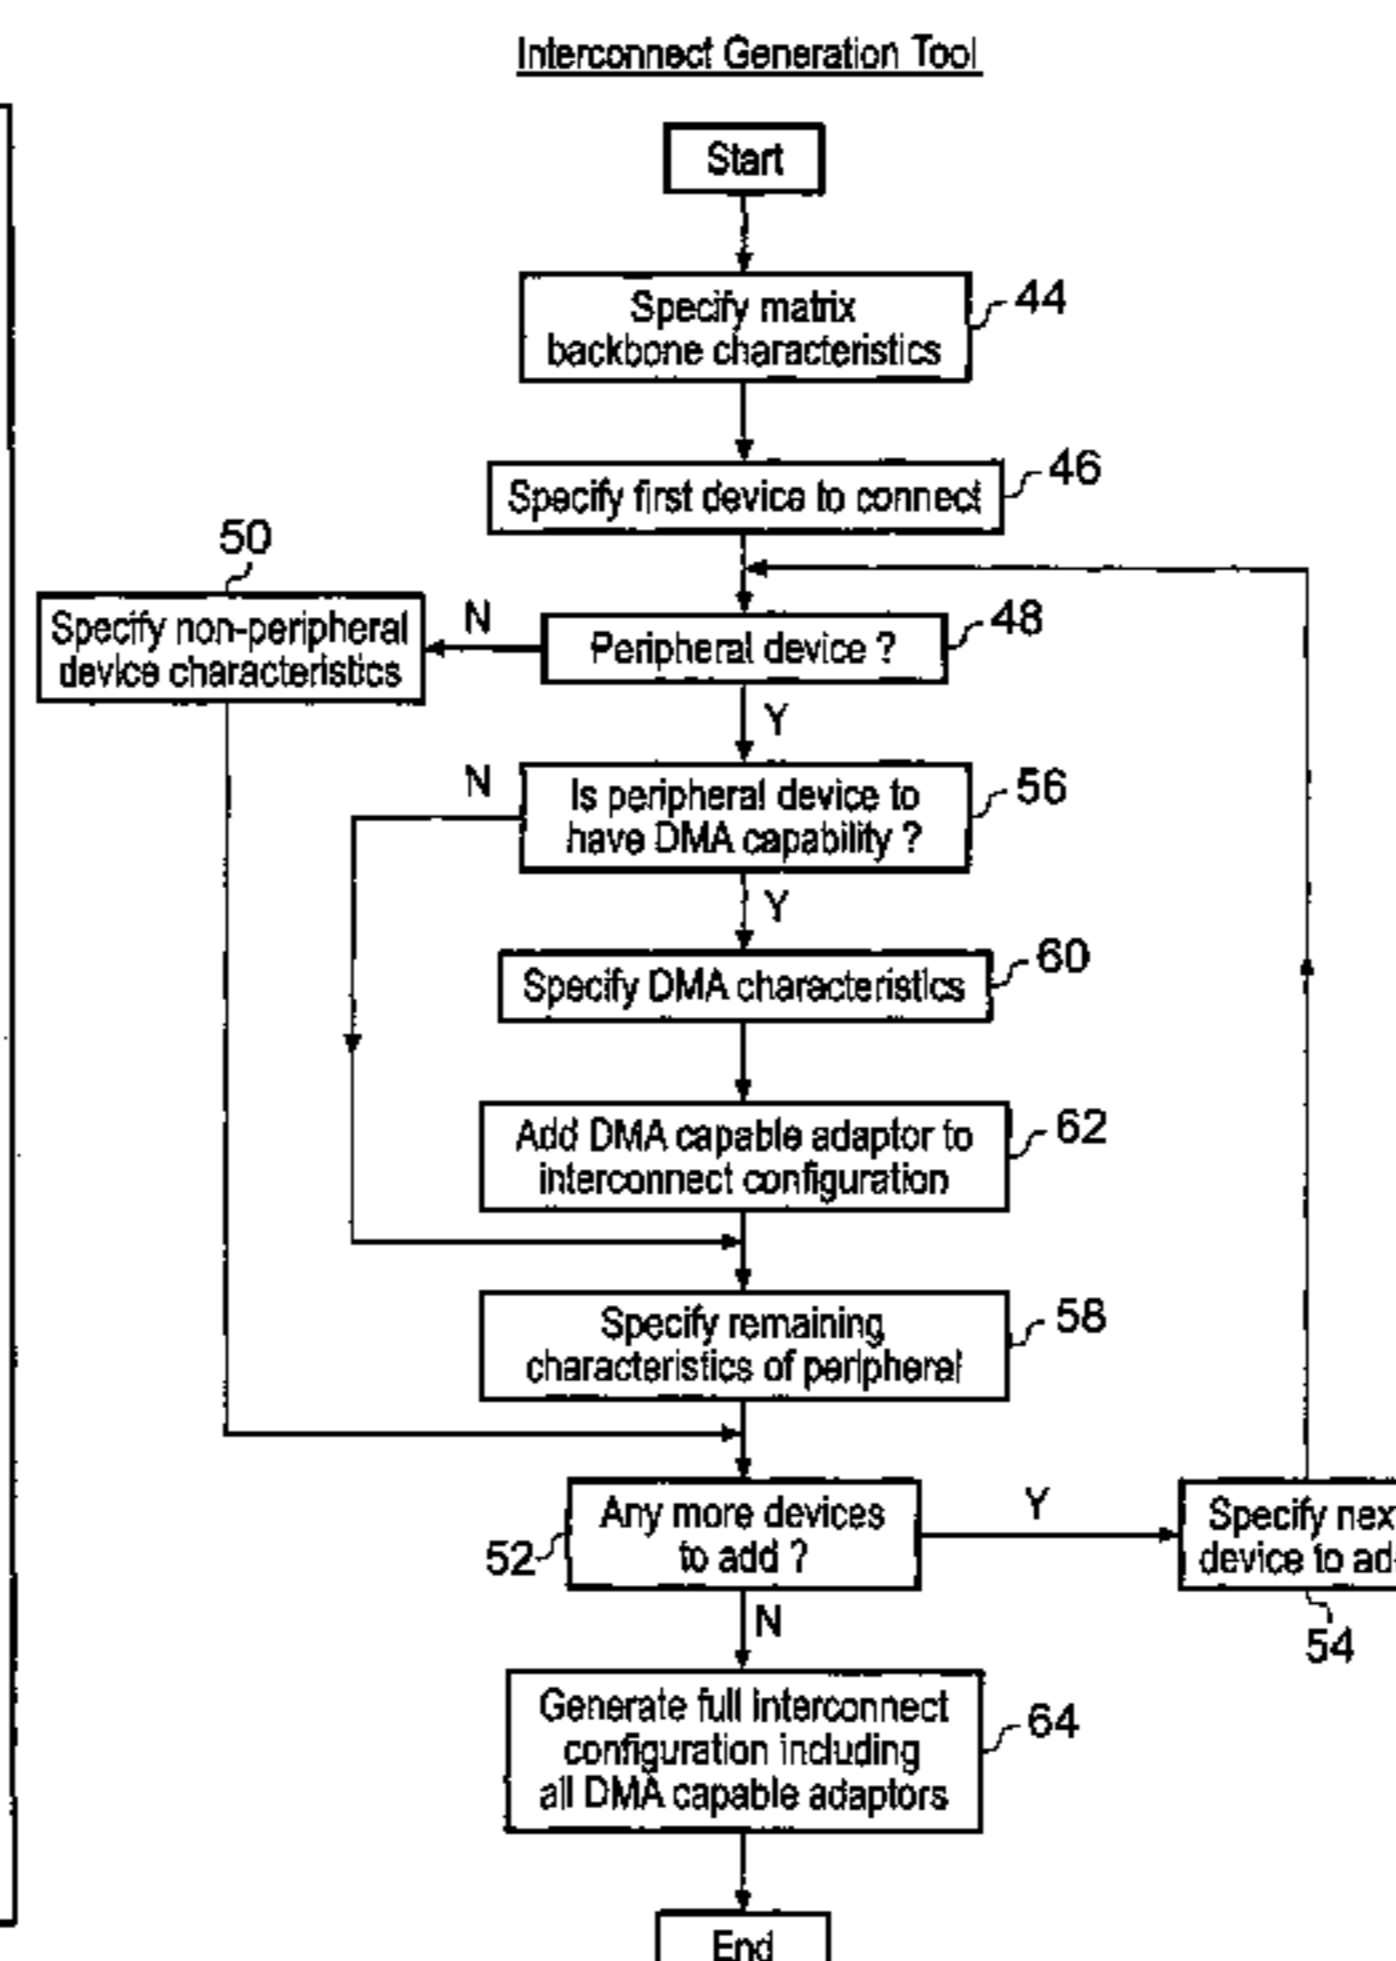 Interconnect Generation Tool
Start
Specify matrix
backbone characteristics
44
Specify first device to connect
46
50
Specify non-peripheral
device characteristics
N
Peripheral device ?
48
Y
N
Is peripheral device to
have DMA capability ?
56
Y
Specify DMA characteristics
60
Add DMA capable adaptor to
interconnect configuration
62
Specify remaining
characteristics of peripheral
58
Any more devices
to add ?
52
Y
Specify
device to
54
N
Generate full interconnect
configuration including
all DMA capable adaptors
64
End